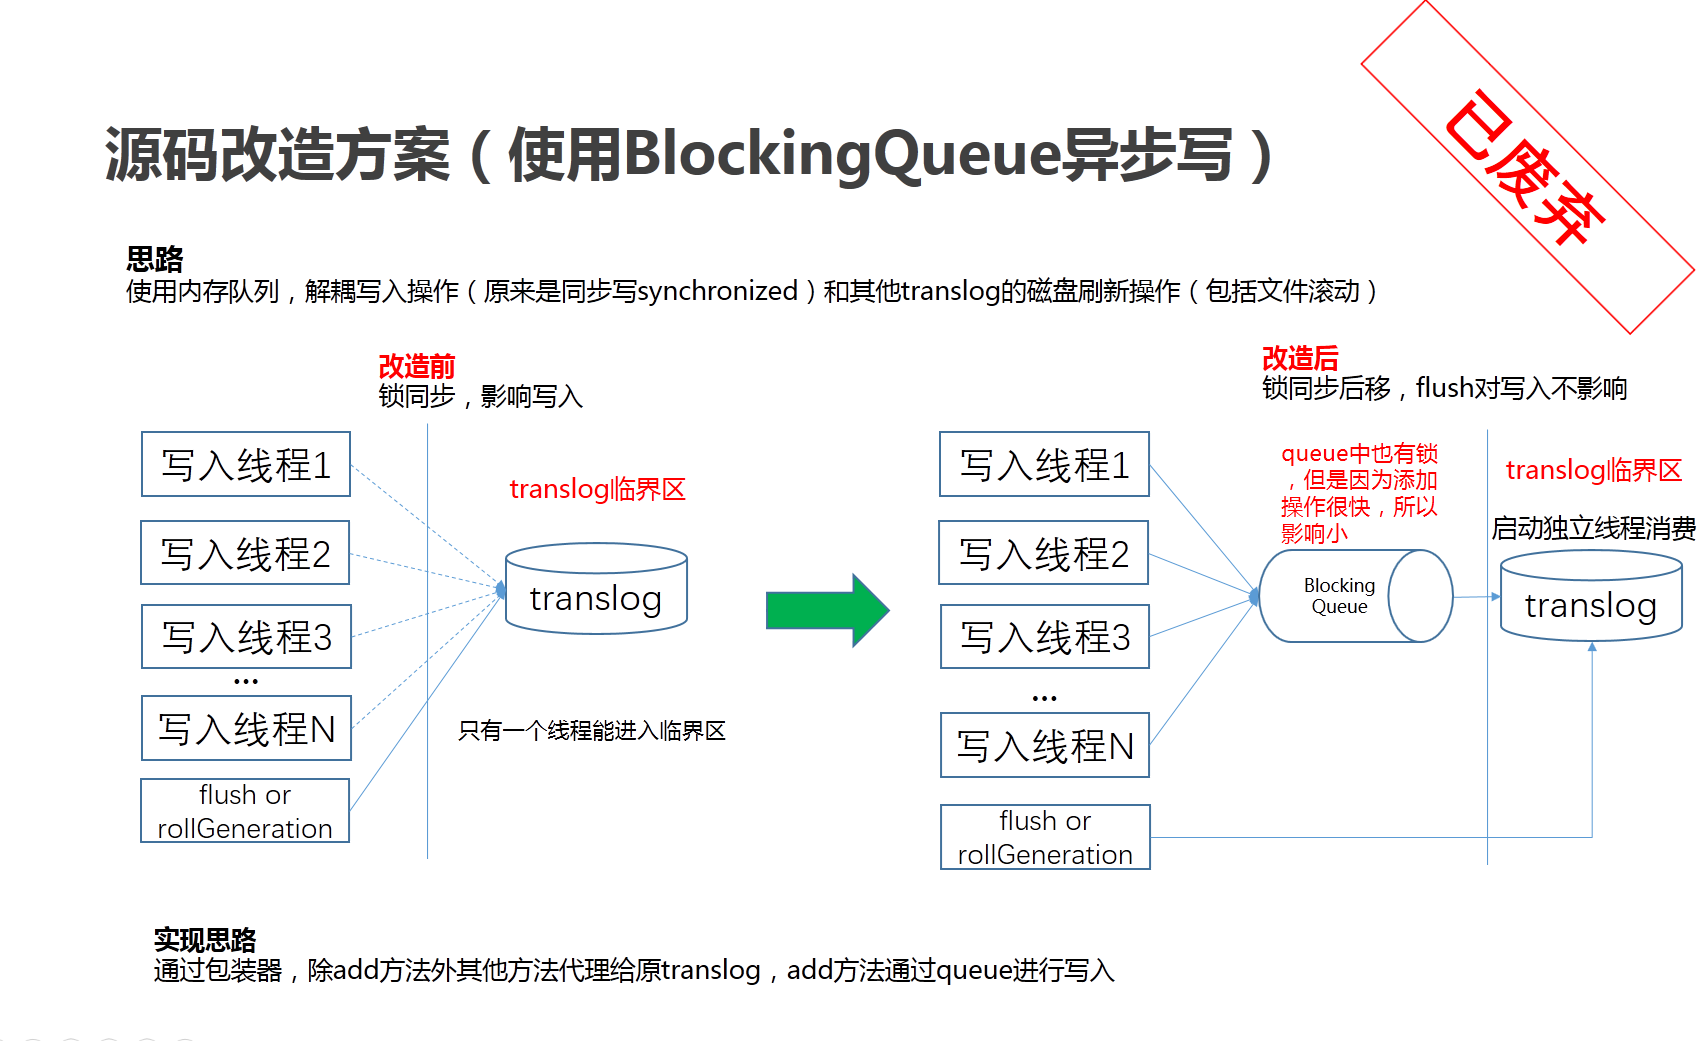 源码改造方案（使用BlockingQueue异步写）
已废弃
思路
使用内存队列，解耦写入操作（原来是同步写synchronized）和其他translog的磁盘刷新操作（包括文件滚动）
改造前
锁同步，影响写入
写入线程1
写入线程2
写入线程3
...
写入线程N
flush or
rollGeneration
translog临界区
translog
只有一个线程能进入临界区
改造后
锁同步后移，flush对写入不影响
写入线程1
写入线程2
写入线程3
...
写入线程N
flush or
rollGeneration
queue中也有锁
，但是因为添加
操作很快，所以
影响小
Blocking
Queue
translog临界区
启动独立线程消费
translog
实现思路
通过包装器，除add方法外其他方法代理给原translog，add方法通过queue进行写入